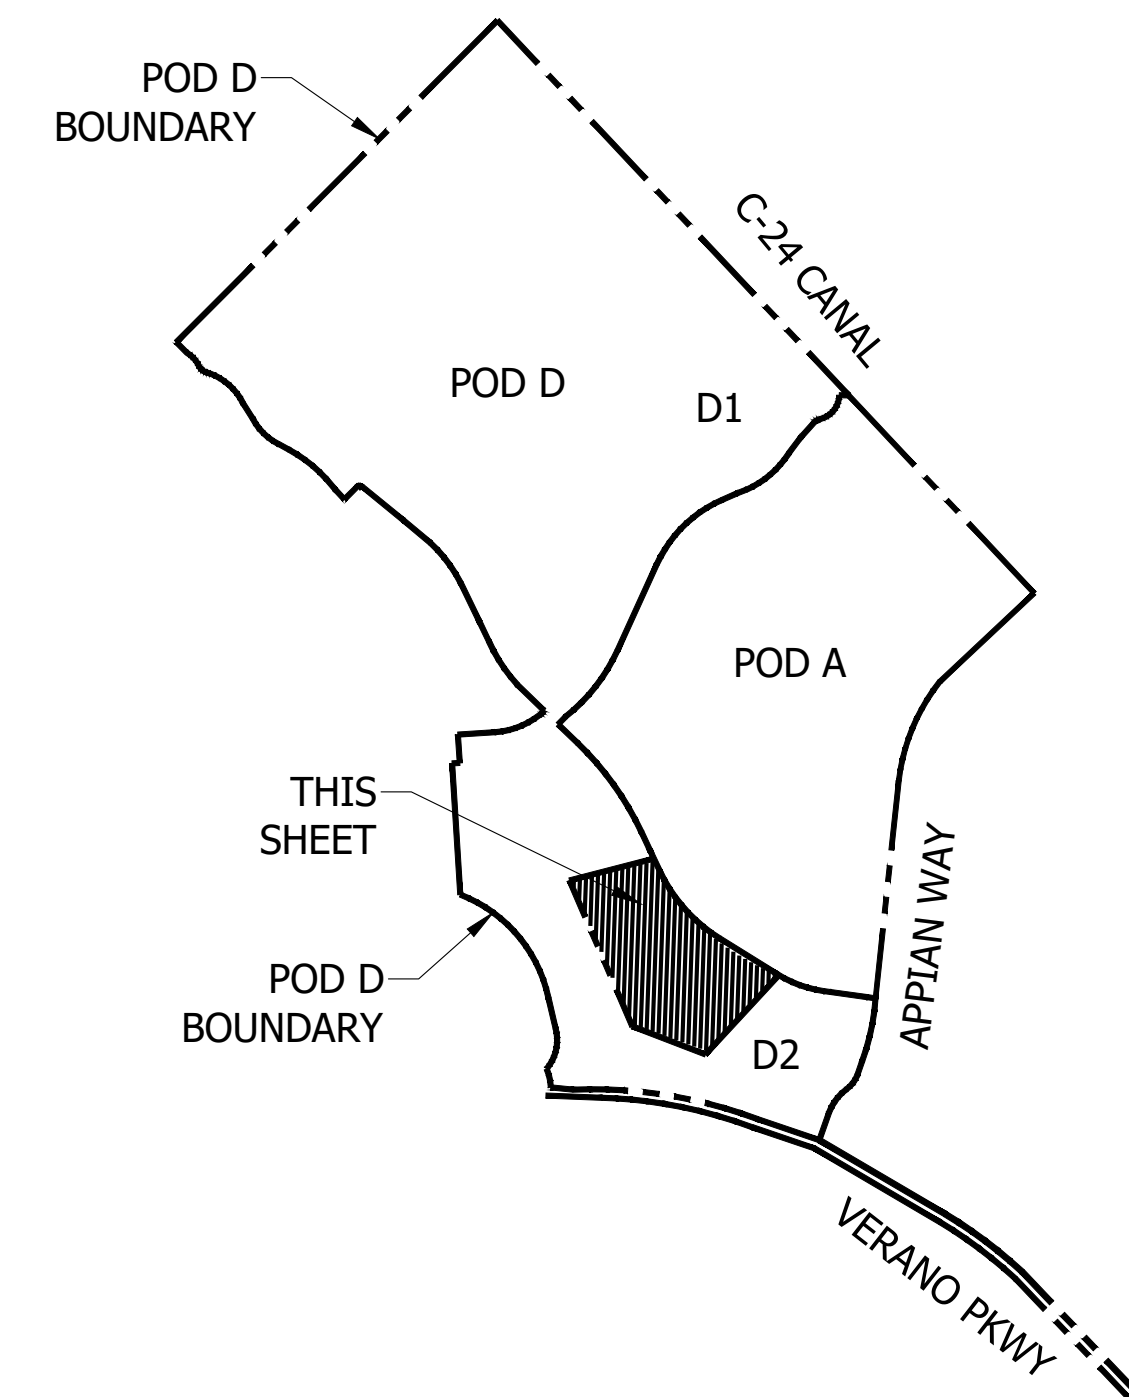 POD D
BOUNDARY
C-24 CANAL
POD D
D1
POD A
THIS
SHEET
APPIAN WAY
POD D
BOUNDARY
D2
VERANO PKWY